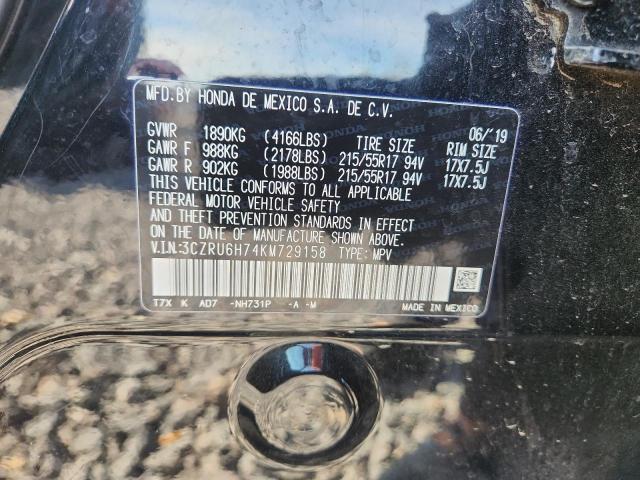 MFD.BY HONDA DE MEXICO S.A. DE C.V.
06/'19
GVWR 1890KG (4166LBS) TIRE SIZE RIM SIZE
GAWR F 988KG (2178LBS) 215/55R17 94V 17X7.5J
GAWR R 902KG (1988LBS) 215/55R17 94V 17X7.5J
THIS VEHICLE CONFORMS TO ALL APPLICABLE
FEDERAL MOTOR VEHICLE SAFETY
AND THEFT PREVENTION STANDARDS IN EFFECT
ON THE DATE OF MANUFACTURE SHOWN ABOVE.
V.I.N.:3CZRU6H74KM729158 TYPE: MPV
T7X K AD7 -NH731P -A -M MADE IN MEXICO